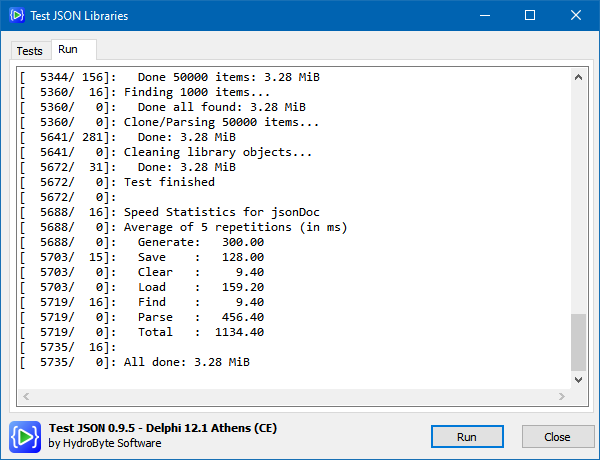 Test JSON Libraries
Tests Run
[  5344/ 156]:   Done 50000 items: 3.28 MiB
[  5360/  16]: Finding 1000 items...
[  5360/   0]:   Done all found: 3.28 MiB
[  5360/   0]: Clone/Parsing 50000 items...
[  5641/ 281]:   Done: 3.28 MiB
[  5641/   0]: Cleaning library objects...
[  5672/  31]:   Done: 3.28 MiB
[  5672/   0]: Test finished
[  5672/   0]:
[  5688/  16]: Speed Statistics for jsonDoc
[  5688/   0]: Average of 5 repetitions (in ms)
[  5688/   0]:   Generate:   300.00
[  5703/  15]:   Save    :   128.00
[  5703/   0]:   Clear   :     9.40
[  5703/   0]:   Load    :   159.20
[  5719/  16]:   Find    :     9.40
[  5719/   0]:   Parse   :   456.40
[  5719/   0]:   Total   :  1134.40
[  5735/  16]:
[  5735/   0]: All done: 3.28 MiB
Test JSON 0.9.5 - Delphi 12.1 Athens (CE)
by HydroByte Software
Run
Close